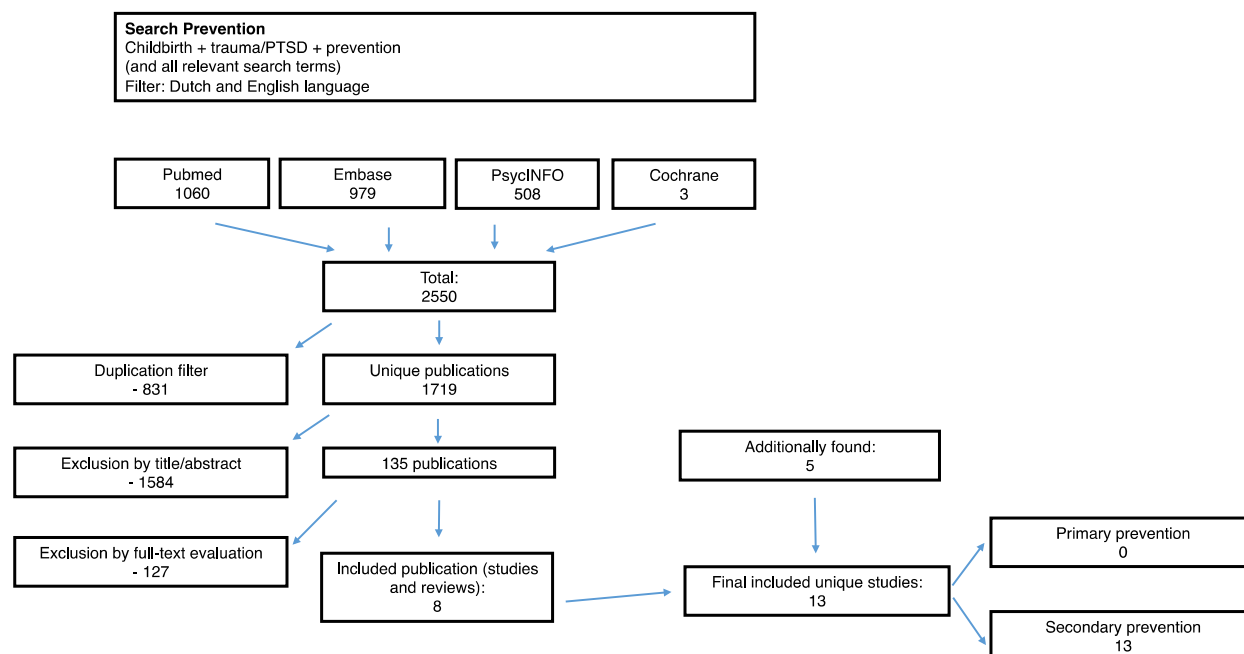 Search Prevention
Childbirth + trauma/PTSD + prevention
(and all relevant search terms)
Filter: Dutch and English language
Pubmed
1060
Embase
979
PsycINFO
508
Cochrane
3
Total:
2550
Duplication filter
- 831
Unique publications
1719
Exclusion by title/abstract
- 1584
135 publications
Additionally found:
5
Exclusion by full-text evaluation
- 127
Included publication (studies
and reviews):
8
Final included unique studies:
13
Primary prevention
0
Secondary prevention
13